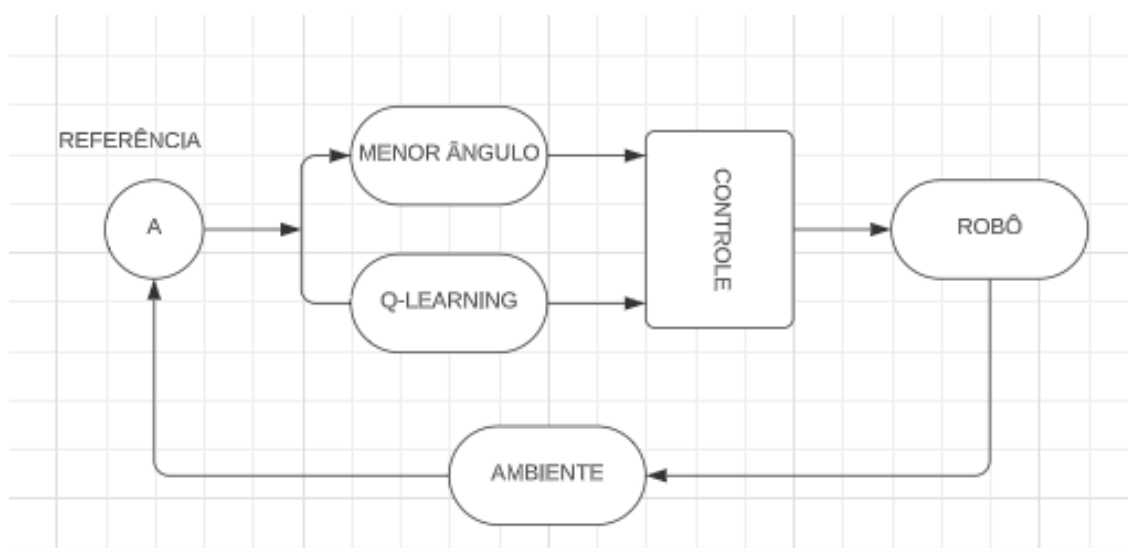 REFERÊNCIA
A
MENOR ÂNGULO
Q-LEARNING
CONTROLE
ROBÔ
AMBIENTE